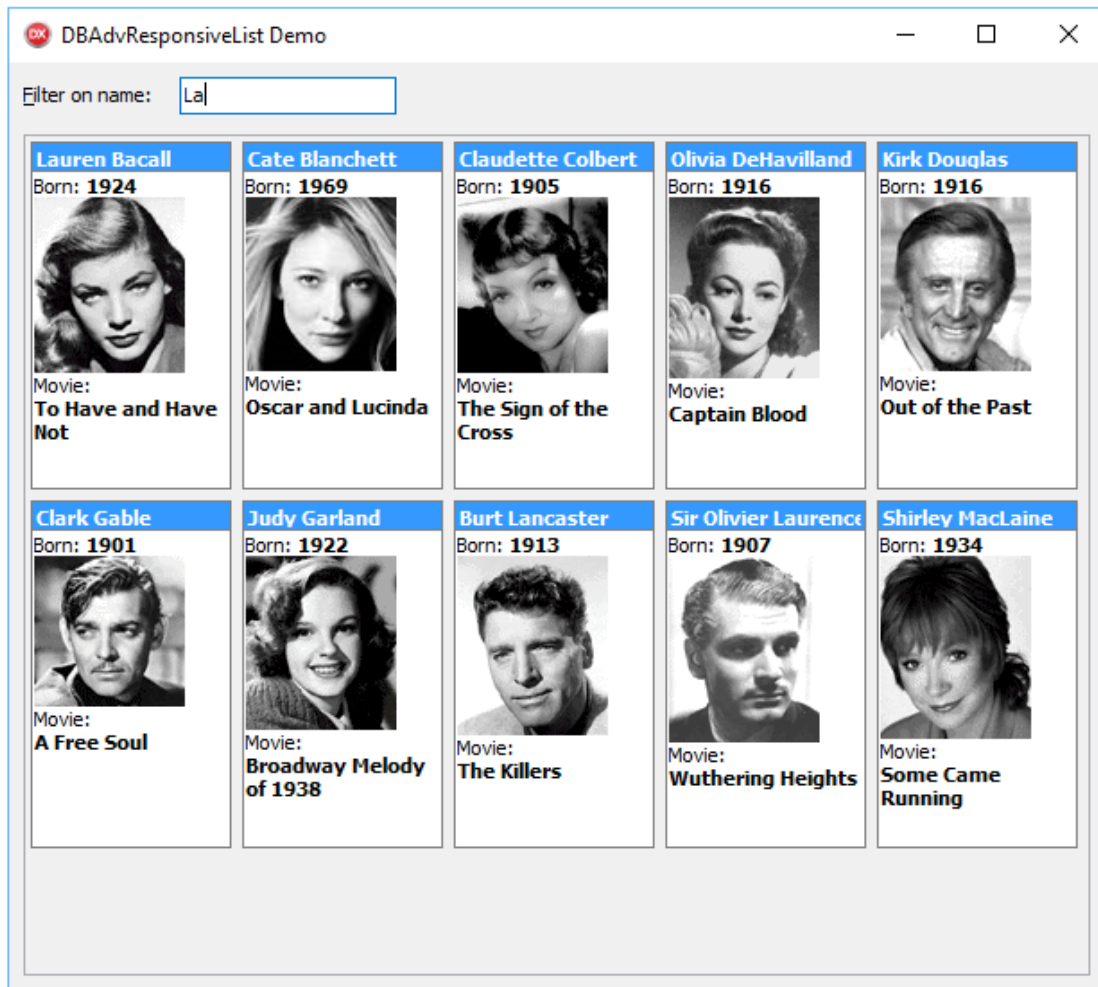 DBAdvResponsiveList Demo
Filter on name: La
Lauren Bacall
Born: 1924
Movie:
To Have and Have
Not
Cate Blanchett
Born: 1969
Movie:
Oscar and Lucinda
Claudette Colbert
Born: 1905
Movie:
The Sign of the
Cross
Olivia DeHavilland
Born: 1916
Movie:
Captain Blood
Kirk Douglas
Born: 1916
Movie:
Out of the Past
Clark Gable
Born: 1901
Movie:
A Free Soul
Judy Garland
Born: 1922
Movie:
Broadway Melody
of 1938
Burt Lancaster
Born: 1913
Movie:
The Killers
Sir Olivier Laurence
Born: 1907
Movie:
Wuthering Heights
Shirley MacLaine
Born: 1934
Movie:
Some Came
Running